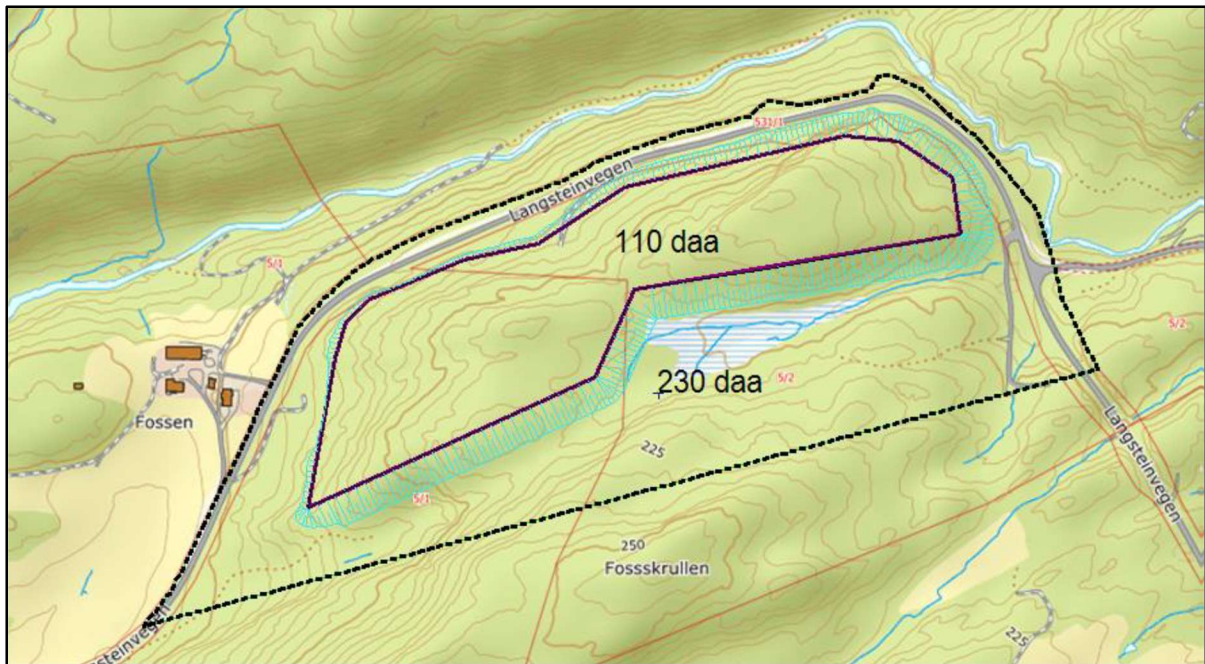 531/1
Langsteinvegen
110 daa
5/1
5/2
230 daa
5/2
Fossen
Langsteinvegen
225
5/1
250
Fossskrullen
225
ngsteinvegen